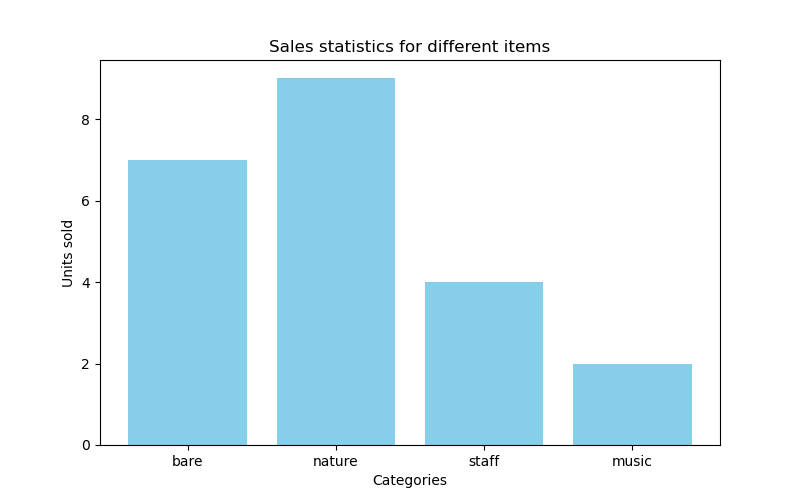 Sales statistics for different items
8
6
4
2
0
Units sold
bare nature staff music
Categories